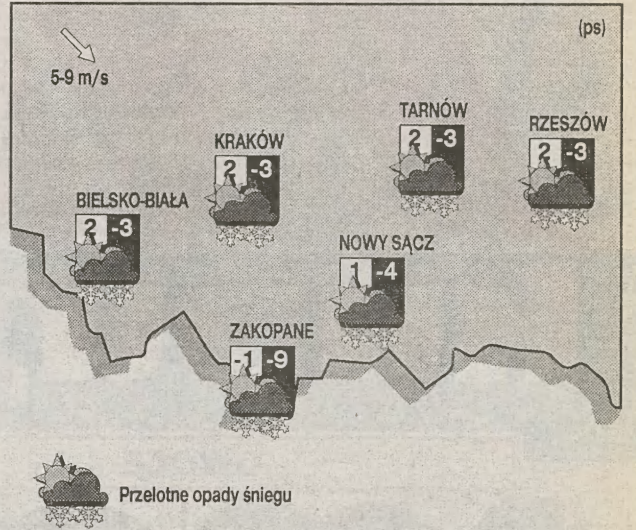 (ps)
5-9 m/s
TARNÓW
2 -3
RZESZÓW
2 -3
KRAKÓW
2 -3
BIELSKO-BIAŁA
2 -3
NOWY SĄCZ
1 -4
ZAKOPANE
-1 -9
Przelotne opady śniegu